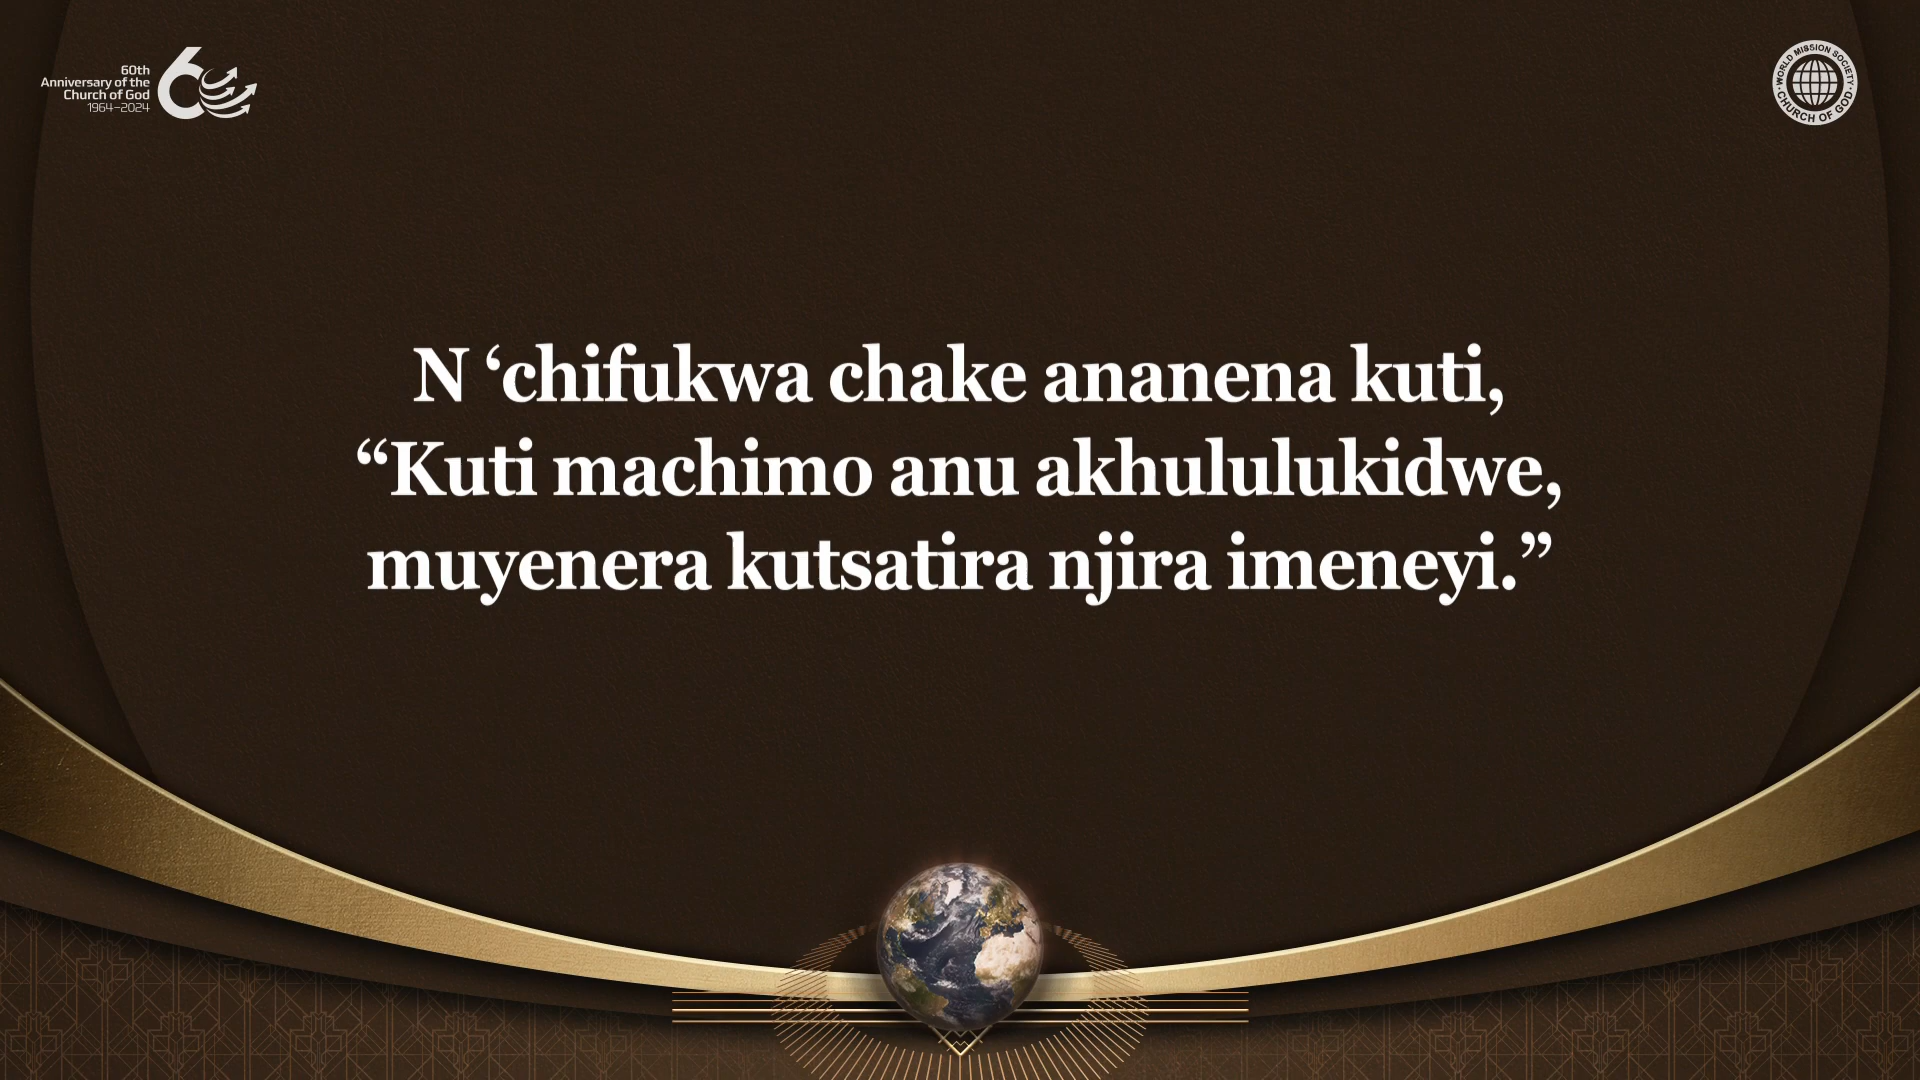 60th
Anniversary of the
Church of God
1964–2024
60
WORLD MISSION SOCIETY
CHURCH OF GOD
N ‘chifukwa chake ananena kuti,
“Kuti machimo anu akhululukidwe,
muyenera kutsatira njira imeneyi.”